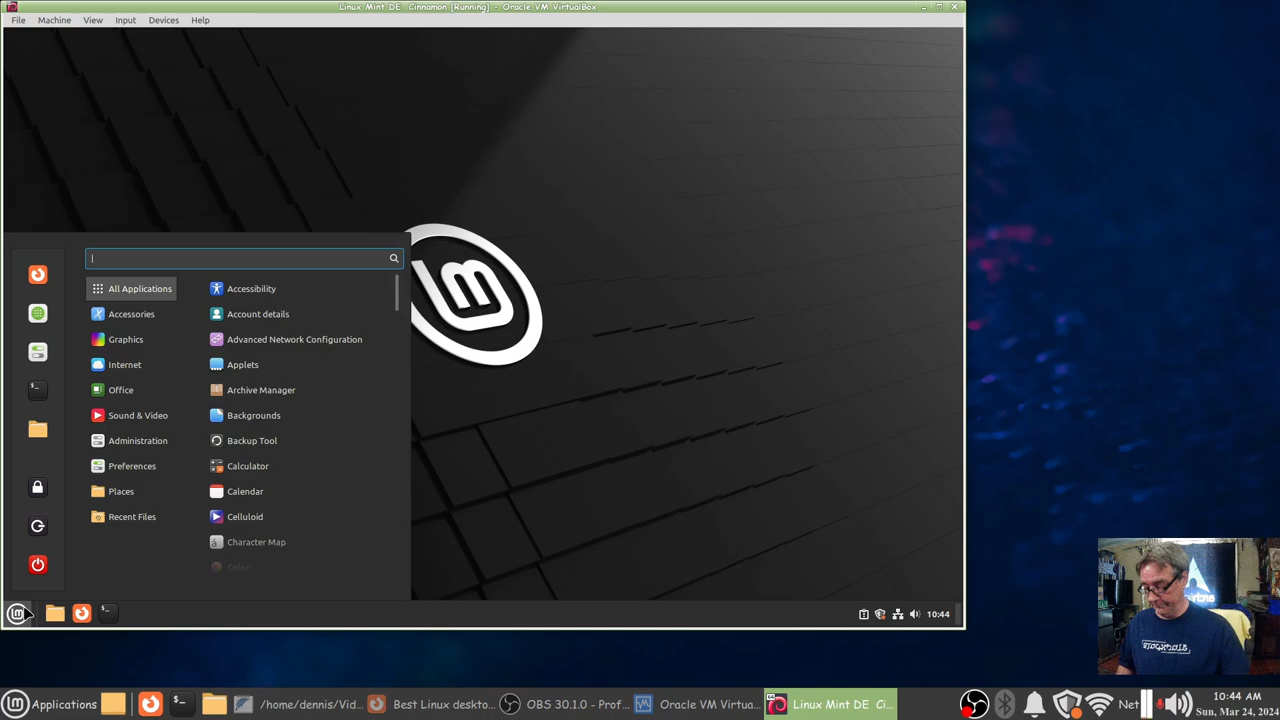 Linux Mint DE Cinnamon [Running] - Oracle VM VirtualBox
File Machine View Input Devices Help
All Applications
Accessories
Graphics
Internet
Office
Sound & Video
Administration
Preferences
Places
Recent Files
Accessibility
Account details
Advanced Network Configuration
Applets
Archive Manager
Backgrounds
Backup Tool
Calculator
Calendar
Celluloid
Character Map
Color
10:44
Applications
/home/dennis/Vid...
Best Linux deskto...
OBS 30.1.0 - Prof...
Oracle VM Virtua...
Linux Mint DE Ci...
Net
10:44 AM
Sun, Mar 24, 2024